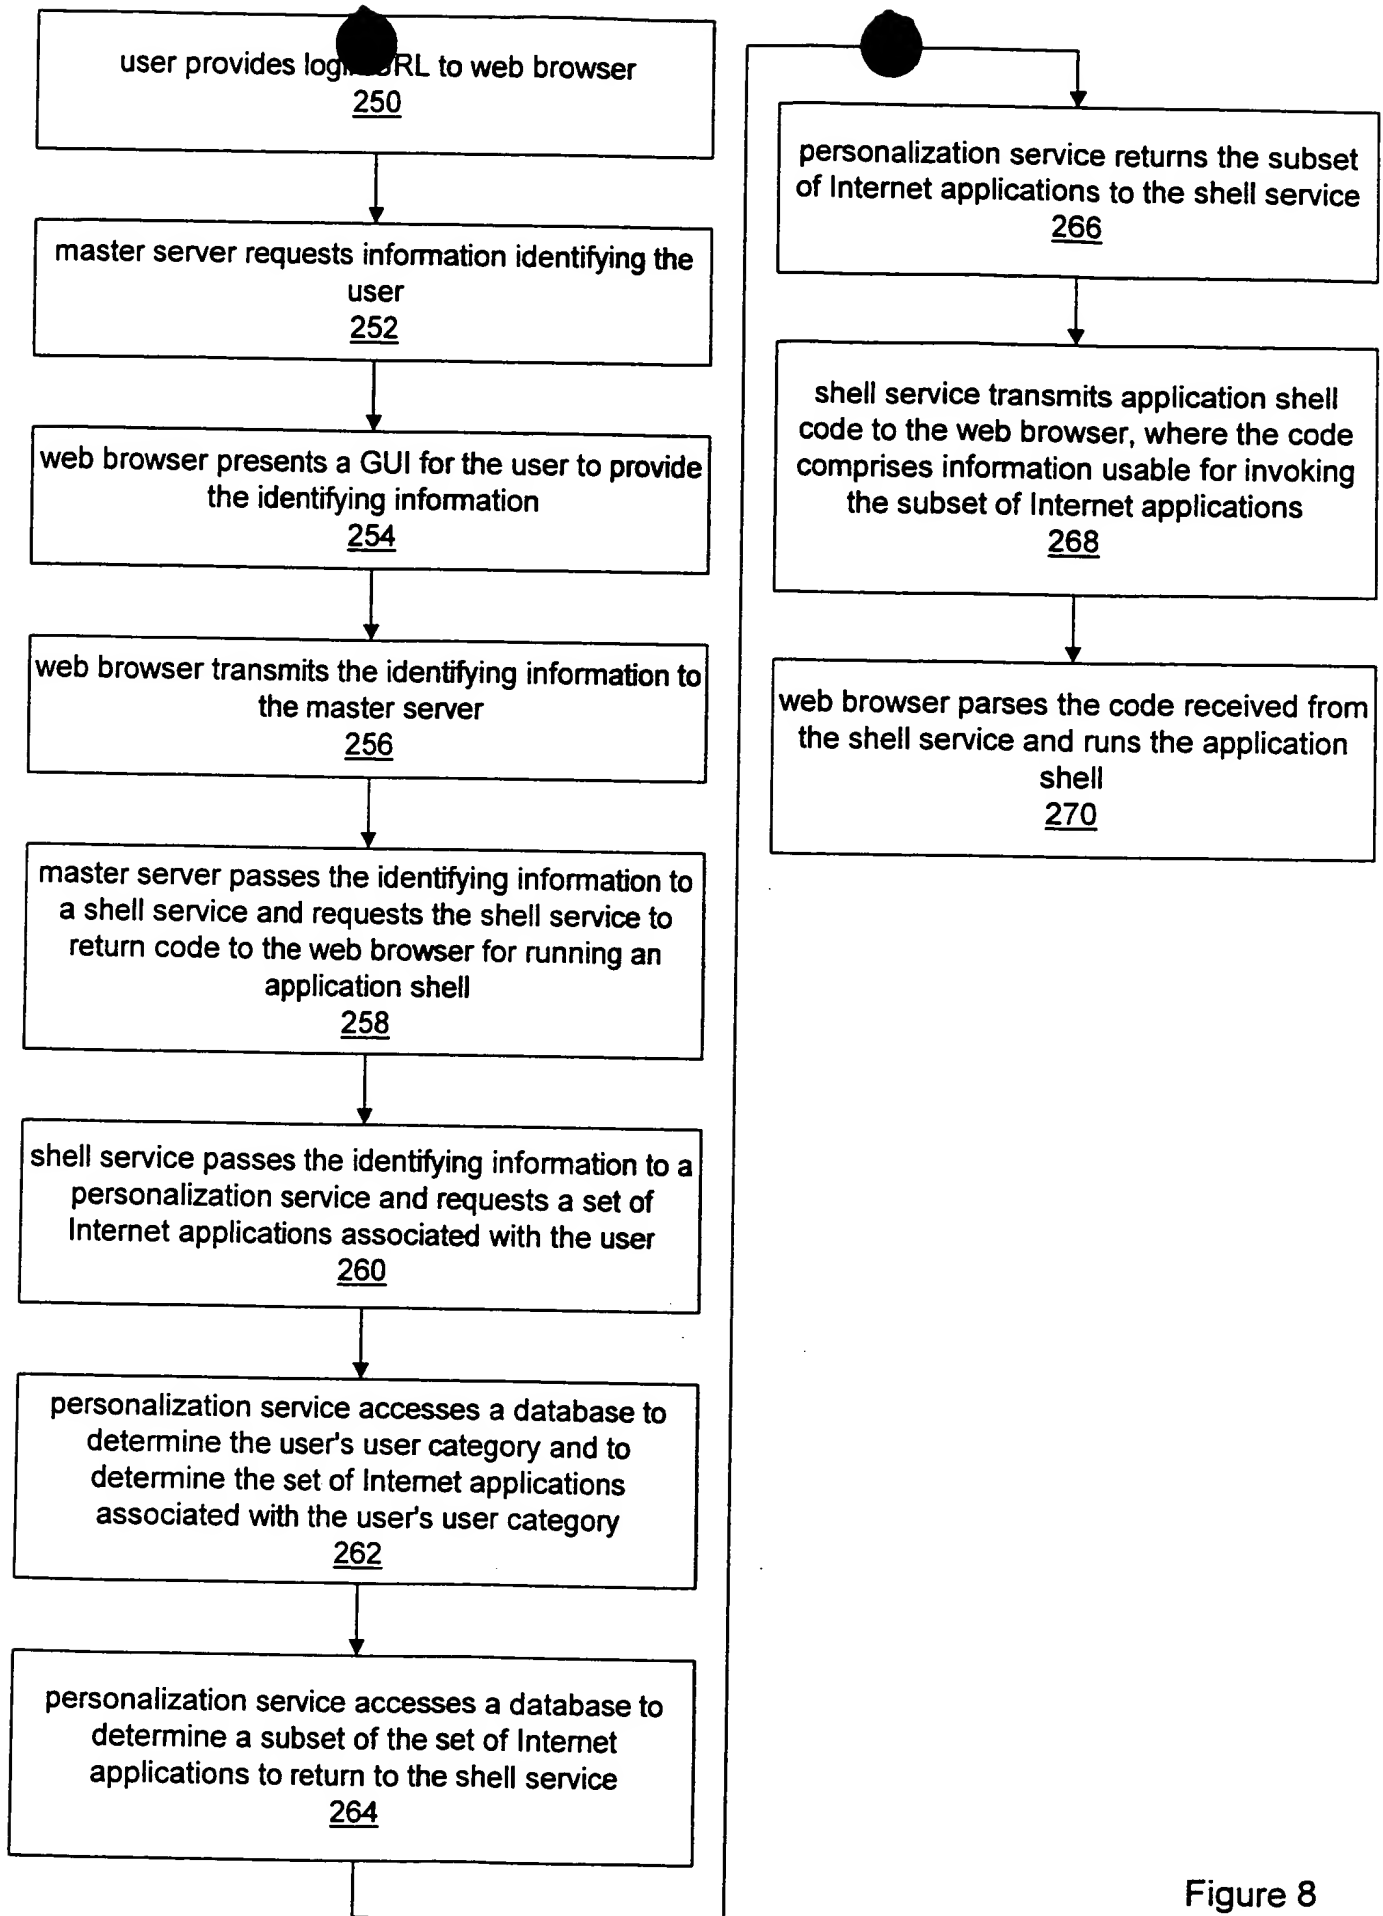 user provides login URL to web browser
250
master server requests information identifying the
user
252
web browser presents a GUI for the user to provide
the identifying information
254
web browser transmits the identifying information to
the master server
256
master server passes the identifying information to
a shell service and requests the shell service to
return code to the web browser for running an
application shell
258
shell service passes the identifying information to a
personalization service and requests a set of
Internet applications associated with the user
260
personalization service accesses a database to
determine the user's user category and to
determine the set of Internet applications
associated with the user's user category
262
personalization service accesses a database to
determine a subset of the set of Internet
applications to return to the shell service
264
personalization service returns the subset
of Internet applications to the shell service
266
shell service transmits application shell
code to the web browser, where the code
comprises information usable for invoking
the subset of Internet applications
268
web browser parses the code received from
the shell service and runs the application
shell
270
Figure 8